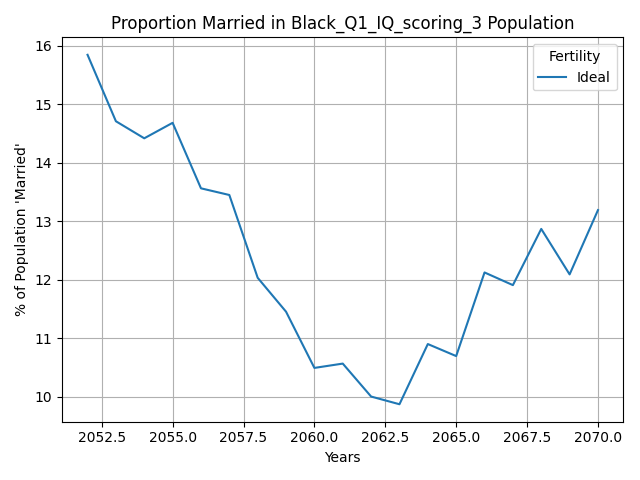 Proportion Married in Black_Q1_IQ_scoring_3 Population
Fertility
Ideal
% of Population 'Married'
16
15
14
13
12
11
10
2052.5 2055.0 2057.5 2060.0 2062.5 2065.0 2067.5 2070.0
Years